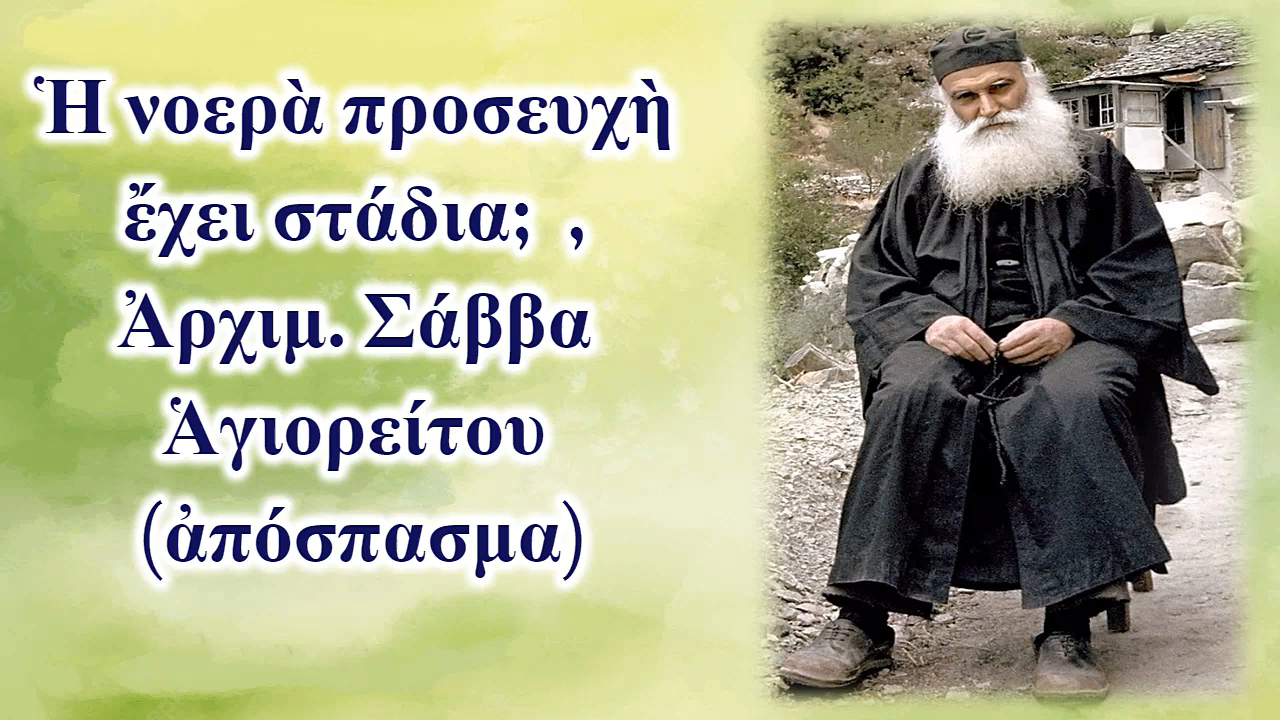 Ἡ νοερὰ προσευχὴ
ἔχει στάδια;  ,
Ἀρχιμ. Σάββα
Ἁγιορείτου
(ἀπόσπασμα)